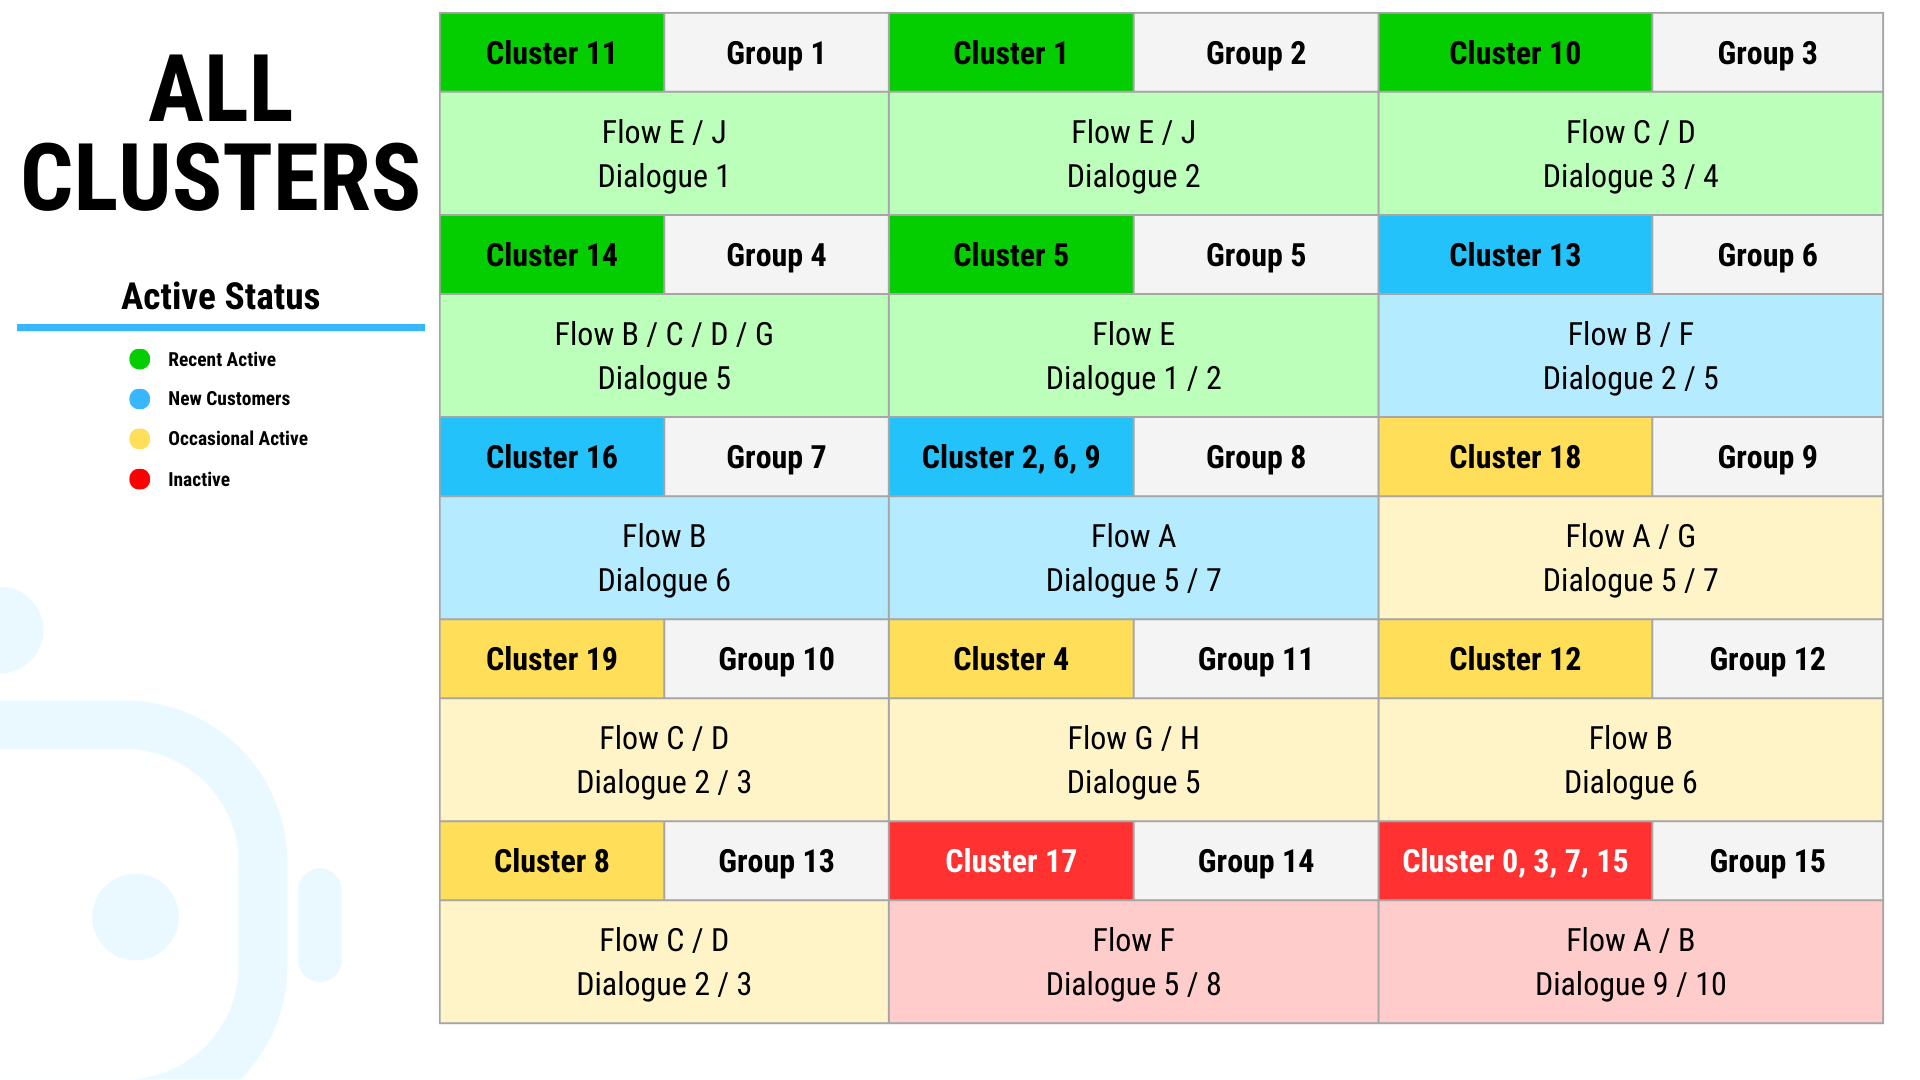 ALL
CLUSTERS
Active Status
Recent Active
New Customers
Occasional Active
Inactive
Cluster 11 Group 1 Cluster 1 Group 2 Cluster 10 Group 3
Flow E / J Flow E / J Flow C / D
Dialogue 1 Dialogue 2 Dialogue 3 / 4
Cluster 14 Group 4 Cluster 5 Group 5 Cluster 13 Group 6
Flow B / C / D / G Flow E Flow B / F
Dialogue 5 Dialogue 1 / 2 Dialogue 2 / 5
Cluster 16 Group 7 Cluster 2, 6, 9 Group 8 Cluster 18 Group 9
Flow B Flow A Flow A / G
Dialogue 6 Dialogue 5 / 7 Dialogue 5 / 7
Cluster 19 Group 10 Cluster 4 Group 11 Cluster 12 Group 12
Flow C / D Flow G / H Flow B
Dialogue 2 / 3 Dialogue 5 Dialogue 6
Cluster 8 Group 13 Cluster 17 Group 14 Cluster 0, 3, 7, 15 Group 15
Flow C / D Flow F Flow A / B
Dialogue 2 / 3 Dialogue 5 / 8 Dialogue 9 / 10